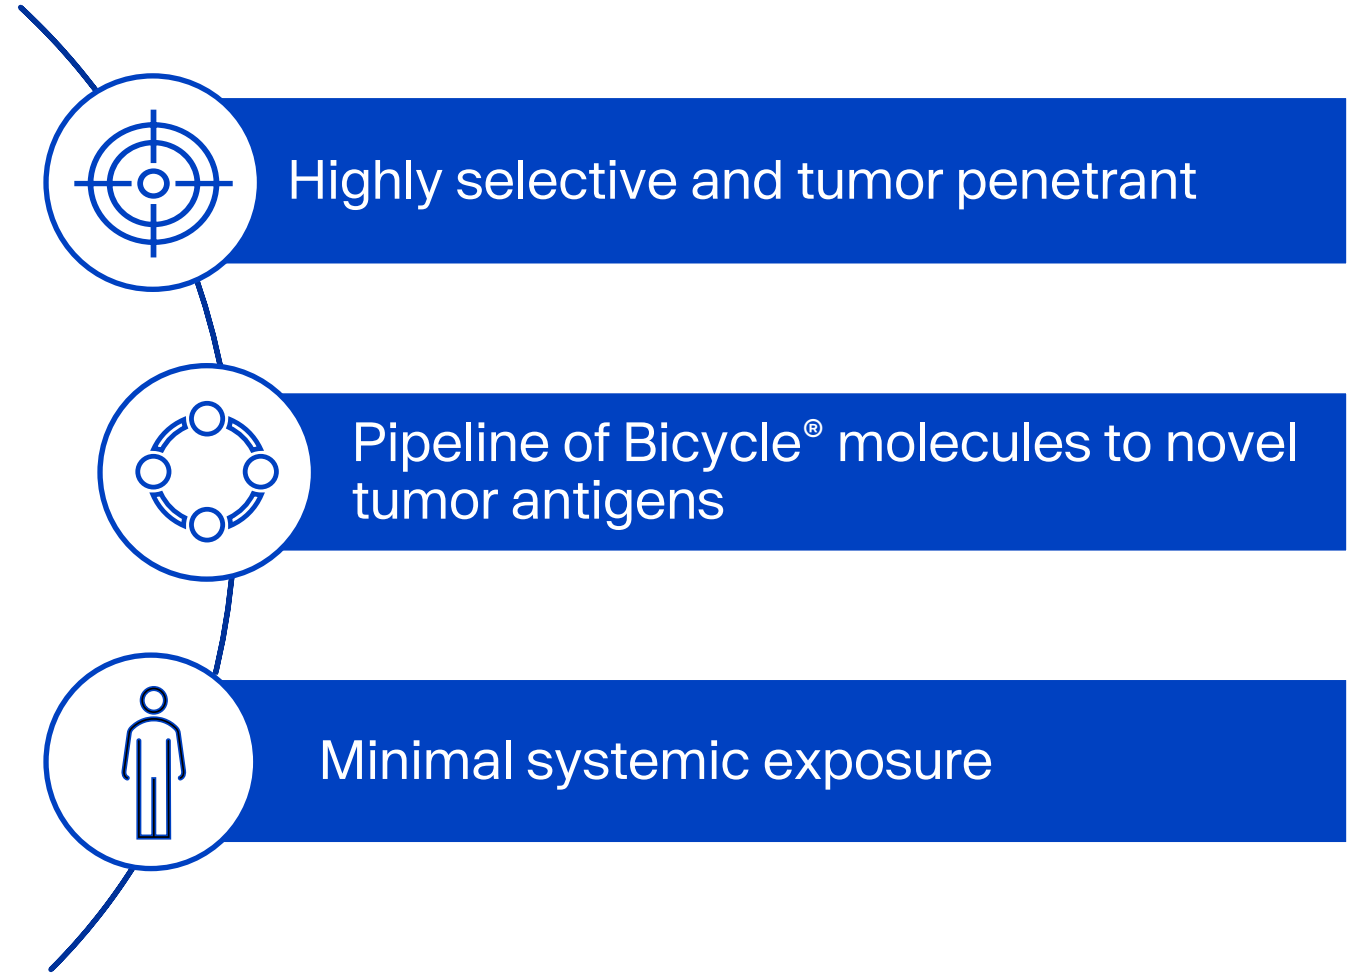 Highly selective and tumor penetrant
Pipeline of Bicycle® molecules to novel
tumor antigens
Minimal systemic exposure